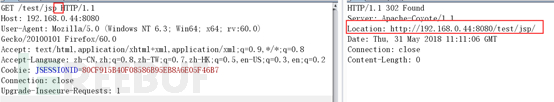 GET /test/jsp HTTP/1.1
Host: 192.168.0.44:8080
User-Agent: Mozilla/5.0 (Windows NT 6.3; Win64; x64; rv:60.0)
Gecko/20100101 Firefox/60.0
Accept: text/html,application/xhtml+xml,application/xml;q=0.9,*/*;q=0.8
Accept-Language: zh-CN,zh;q=0.8,zh-TW;q=0.7,zh-HK;q=0.5,en-US;q=0.3,en;q=0.2
Cookie: JSESSIONID=80CF915B40F08586B95EB8A6E05F46B7
Connection: close
Upgrade-Insecure-Requests: 1
HTTP/1.1 302 Found
Server: Apache-Coyote/1.1
Location: http://192.168.0.44:8080/test/jsp/
Date: Thu, 31 May 2018 11:11:06 GMT
Connection: close
Content-Length: 0